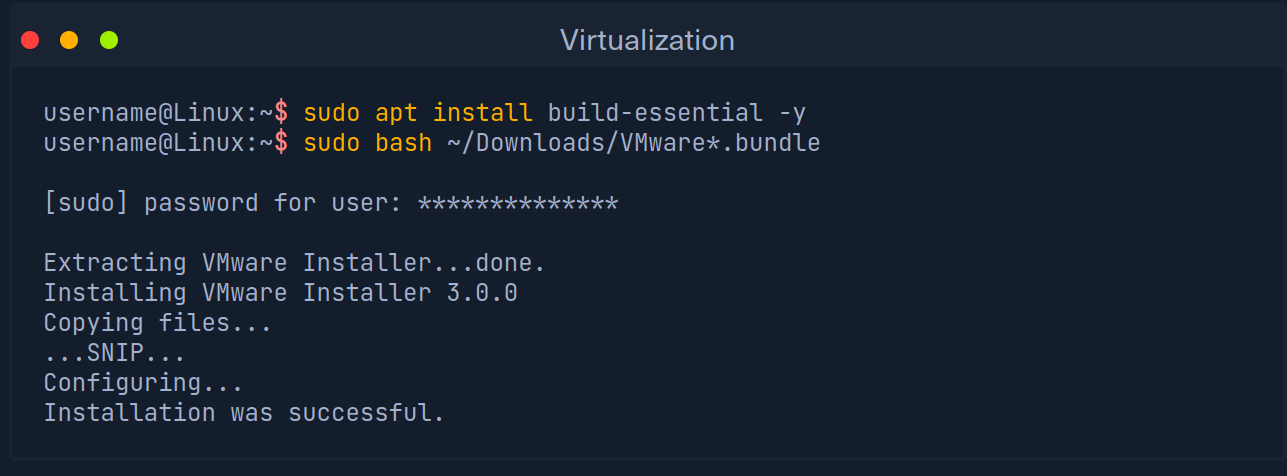 Virtualization
username@Linux:~$ sudo apt install build-essential -y
username@Linux:~$ sudo bash ~/Downloads/VMware*.bundle
[sudo] password for user: **************
Extracting VMware Installer...done.
Installing VMware Installer 3.0.0
Copying files...
...SNIP...
Configuring...
Installation was successful.